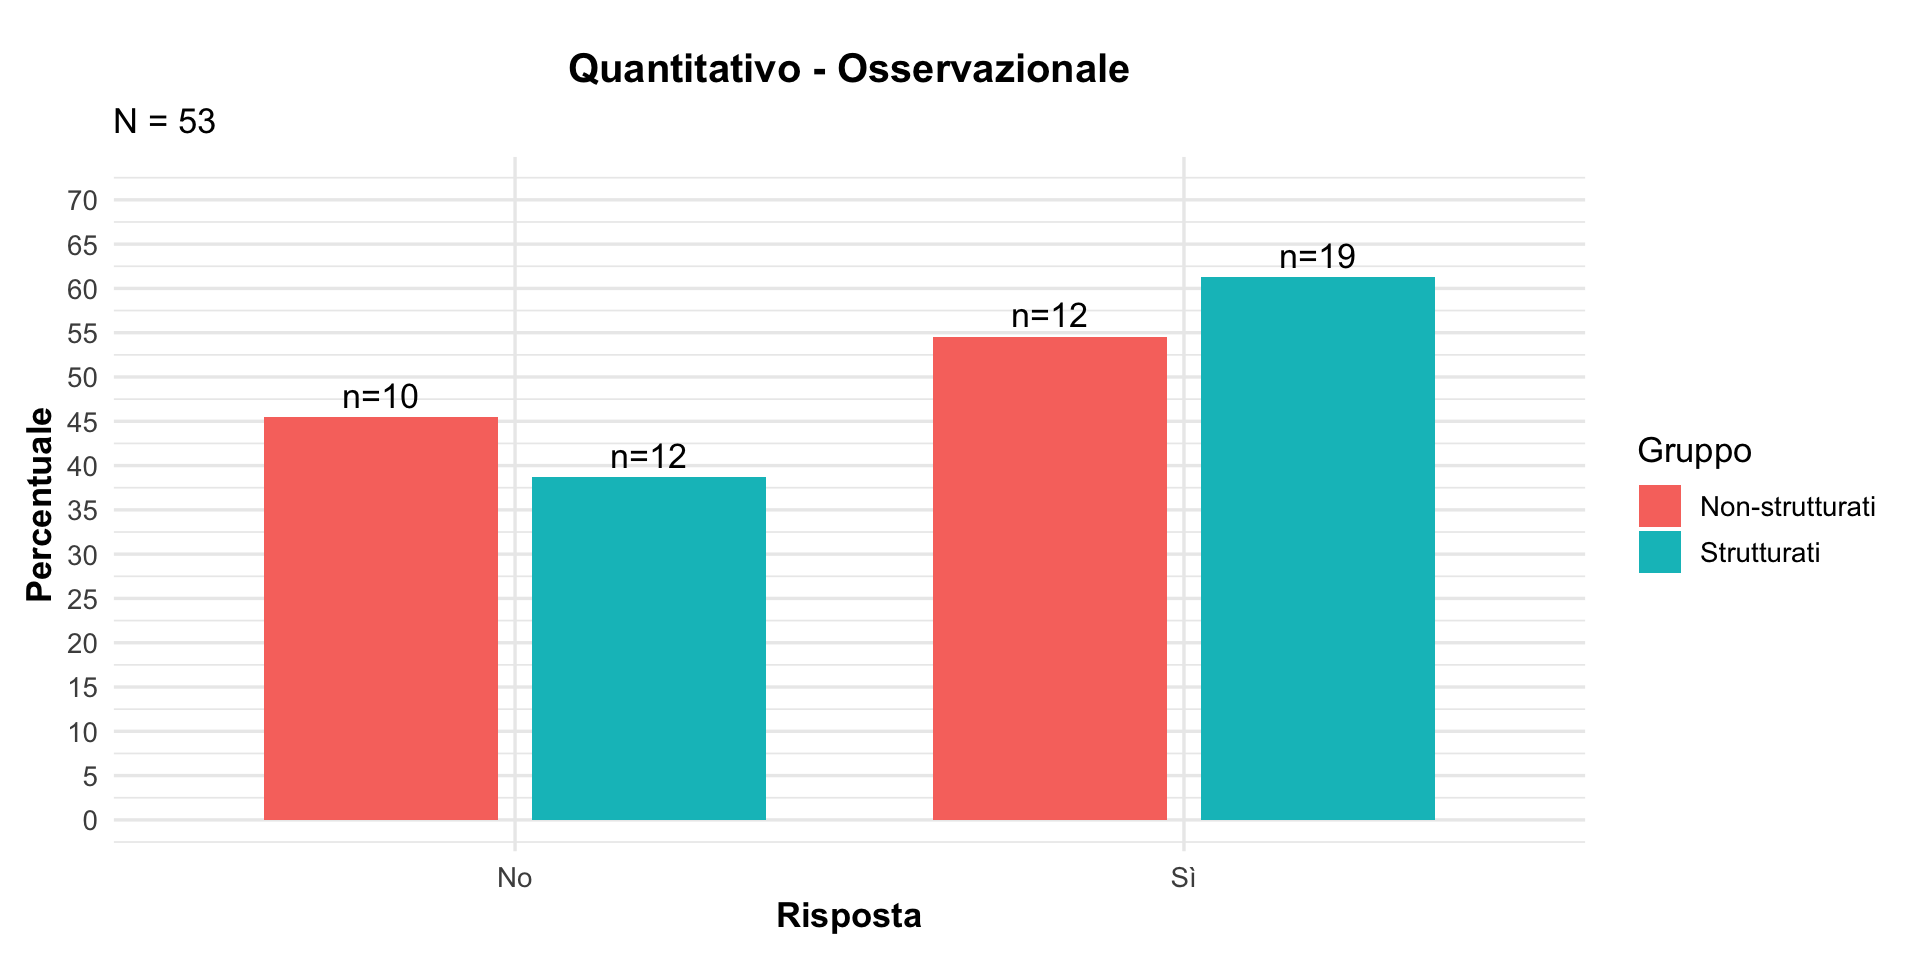 Quantitativo - Osservazionale
N = 53
70
65
60
55
50
45
40
35
30
25
20
15
10
5
0
Percentuale
n=10
n=12
n=12
n=19
No
Sì
Risposta
Gruppo
Non-strutturati
Strutturati